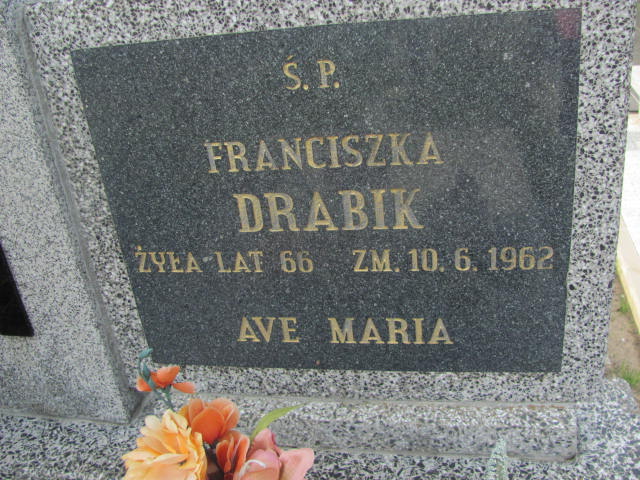 Ś. P.
FRANCISZKA
DRABIK
ŻYŁA LAT 66 ZM. 10. 6. 1962
AVE MARIA